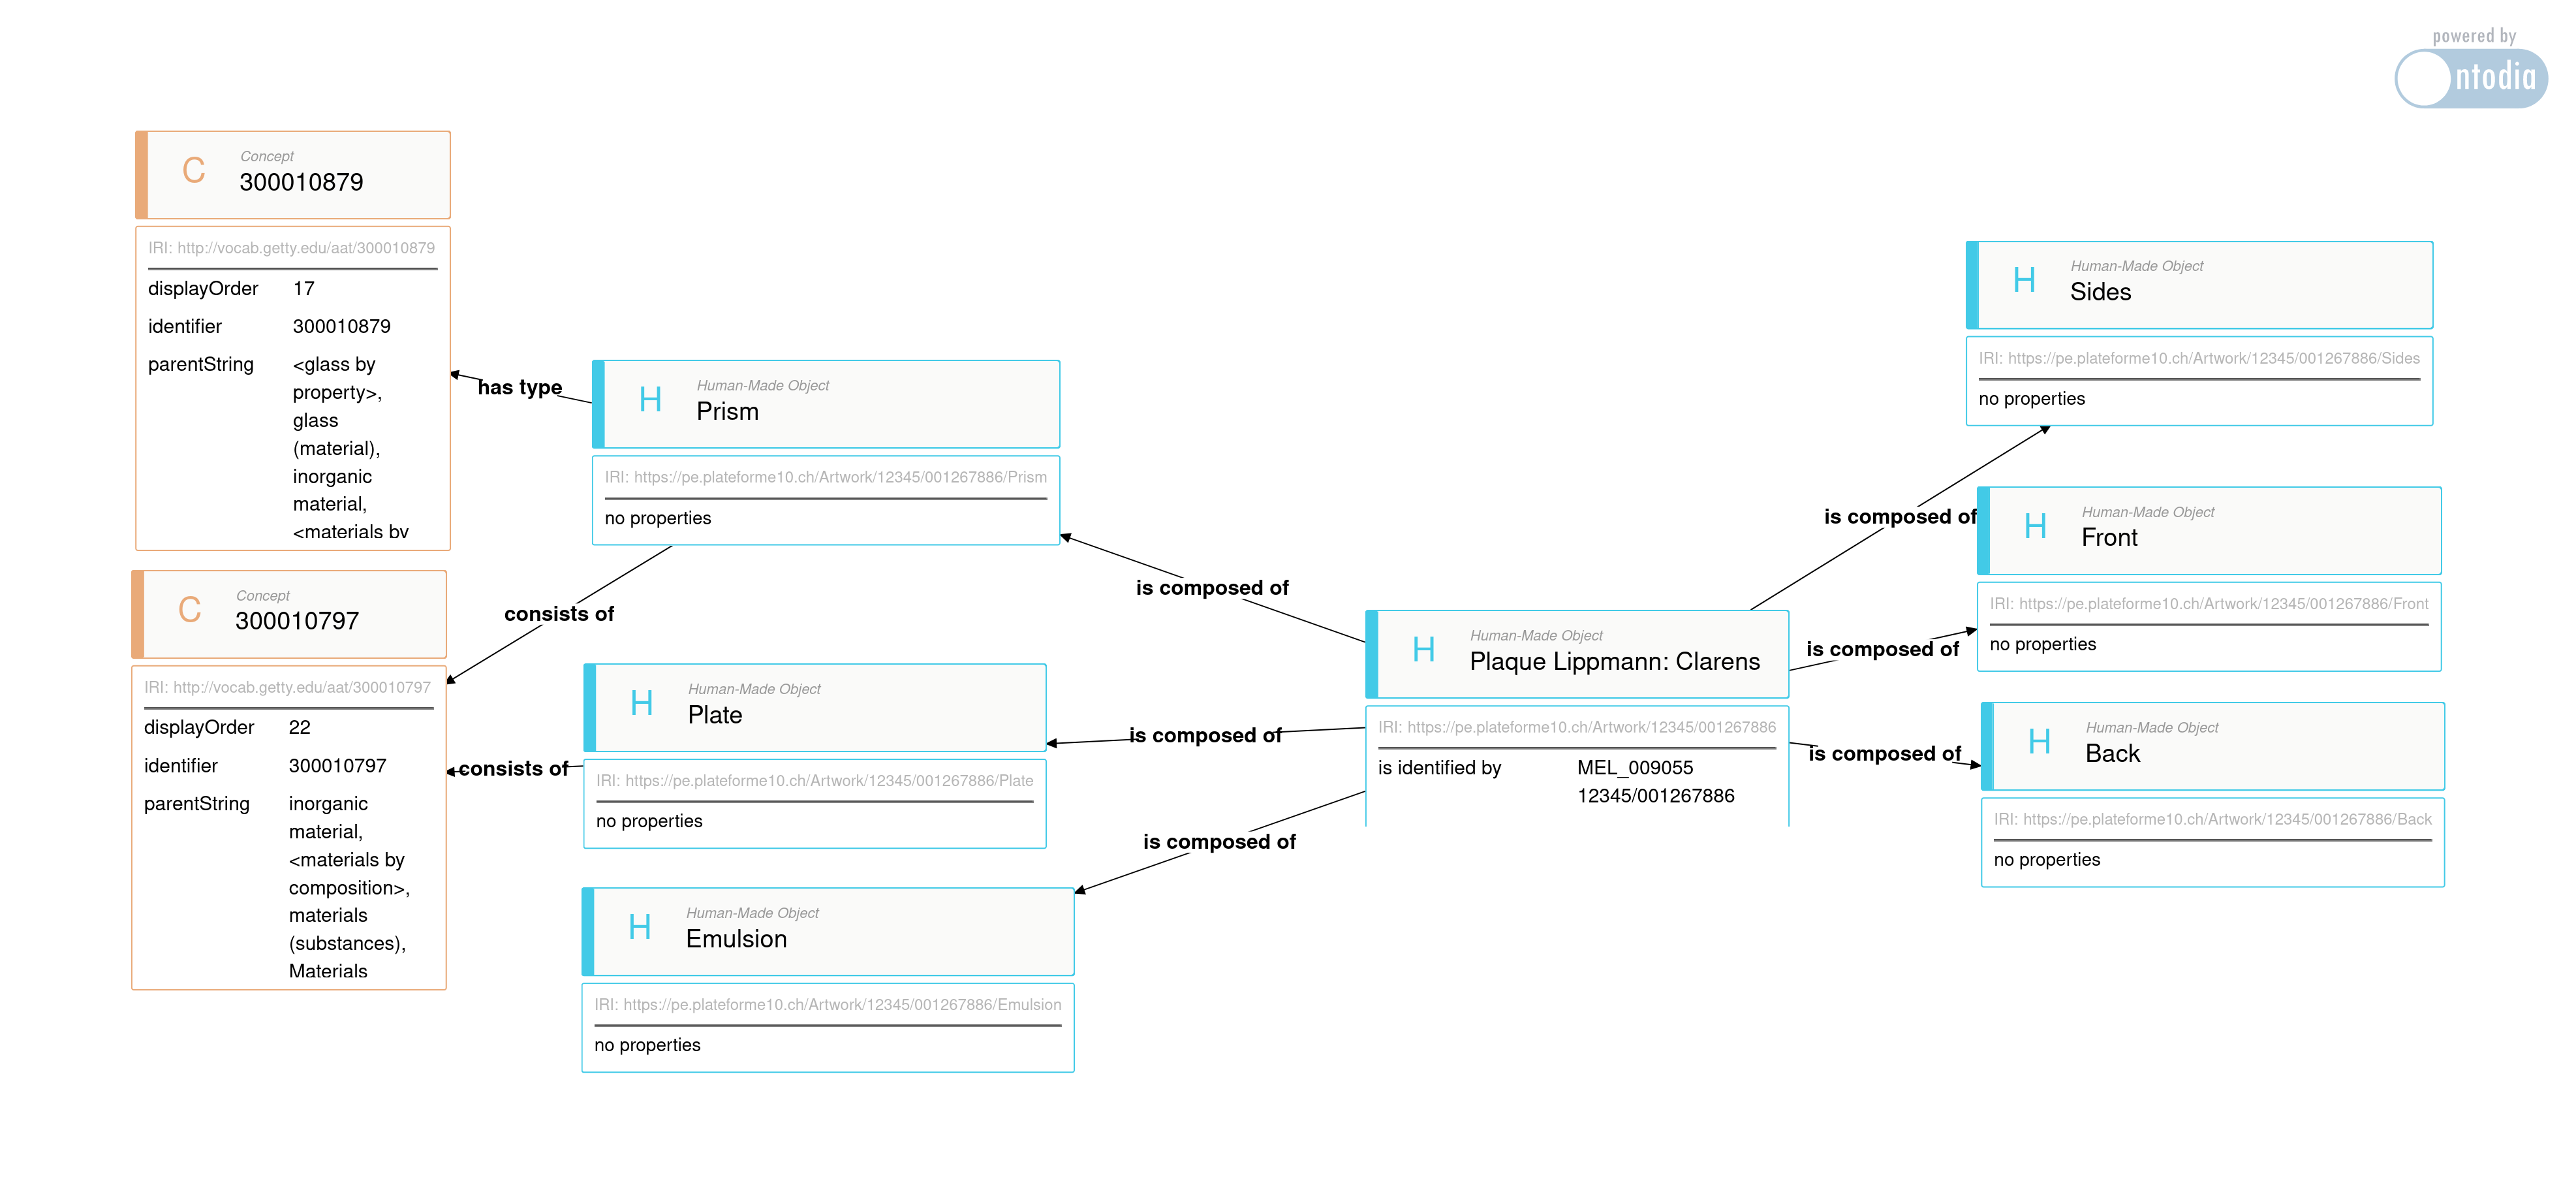 powered by
ntodia
C
Concept
300010879
IRI: http://vocab.getty.edu/aat/300010879
displayOrder 17
identifier 300010879
parentString <glass by
property>,
glass
(material),
inorganic
material,
<materials by
has type
C
Concept
300010797
IRI: http://vocab.getty.edu/aat/300010797
displayOrder 22
identifier 300010797
parentString inorganic
material,
<materials by
composition>,
materials
(substances),
Materials
consists of
consists of
H
Human-Made Object
Prism
IRI: https://pe.plateforme10.ch/Artwork/12345/001267886/Prism
no properties
H
Human-Made Object
Plate
IRI: https://pe.plateforme10.ch/Artwork/12345/001267886/Plate
no properties
H
Human-Made Object
Emulsion
IRI: https://pe.plateforme10.ch/Artwork/12345/001267886/Emulsion
no properties
is composed of
is composed of
is composed of
H
Human-Made Object
Plaque Lippmann: Clarens
IRI: https://pe.plateforme10.ch/Artwork/12345/001267886
is identified by MEL_009055
12345/001267886
is composed of
is composed of
is composed of
H
Human-Made Object
Sides
IRI: https://pe.plateforme10.ch/Artwork/12345/001267886/Sides
no properties
H
Human-Made Object
Front
IRI: https://pe.plateforme10.ch/Artwork/12345/001267886/Front
no properties
H
Human-Made Object
Back
IRI: https://pe.plateforme10.ch/Artwork/12345/001267886/Back
no properties